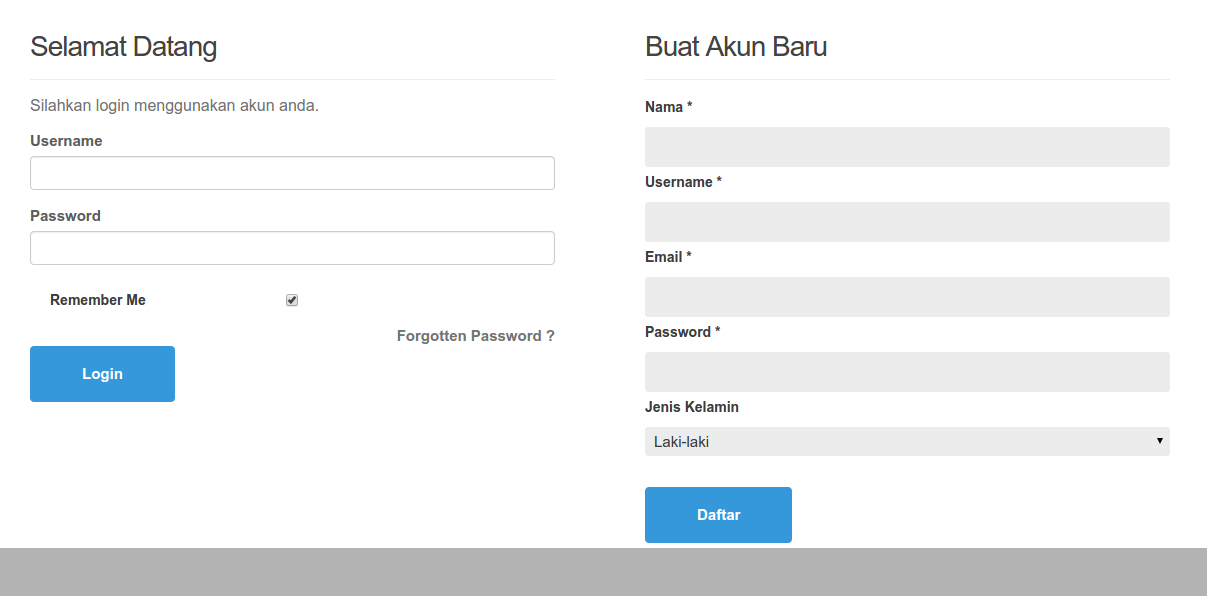 Selamat Datang
Silahkan login menggunakan akun anda.
Username
Password
Remember Me
Forgotten Password ?
Login
Buat Akun Baru
Nama *
Username *
Email *
Password *
Jenis Kelamin
Laki-laki
Daftar